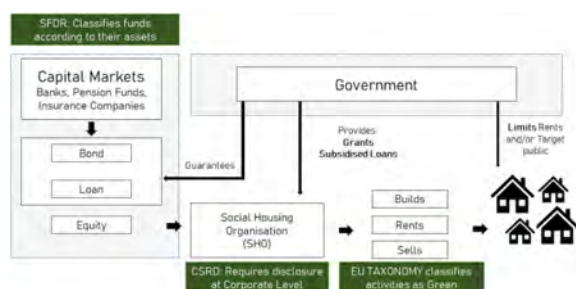 SFDR: Classifies funds
according to their assets
Capital Markets
Banks, Pension Funds,
Insurance Companies
Government
Bond
Loan
Equity
Guarantees
Provides:
Grants
Subsidised Loans
Limits Rents
and/or Target
public
Social Housing
Organisation
(SHO)
Builds
Rents
Sells
CSRD: Requires disclosure
at Corporate Level
EU TAXONOMY classifies
activities as Green